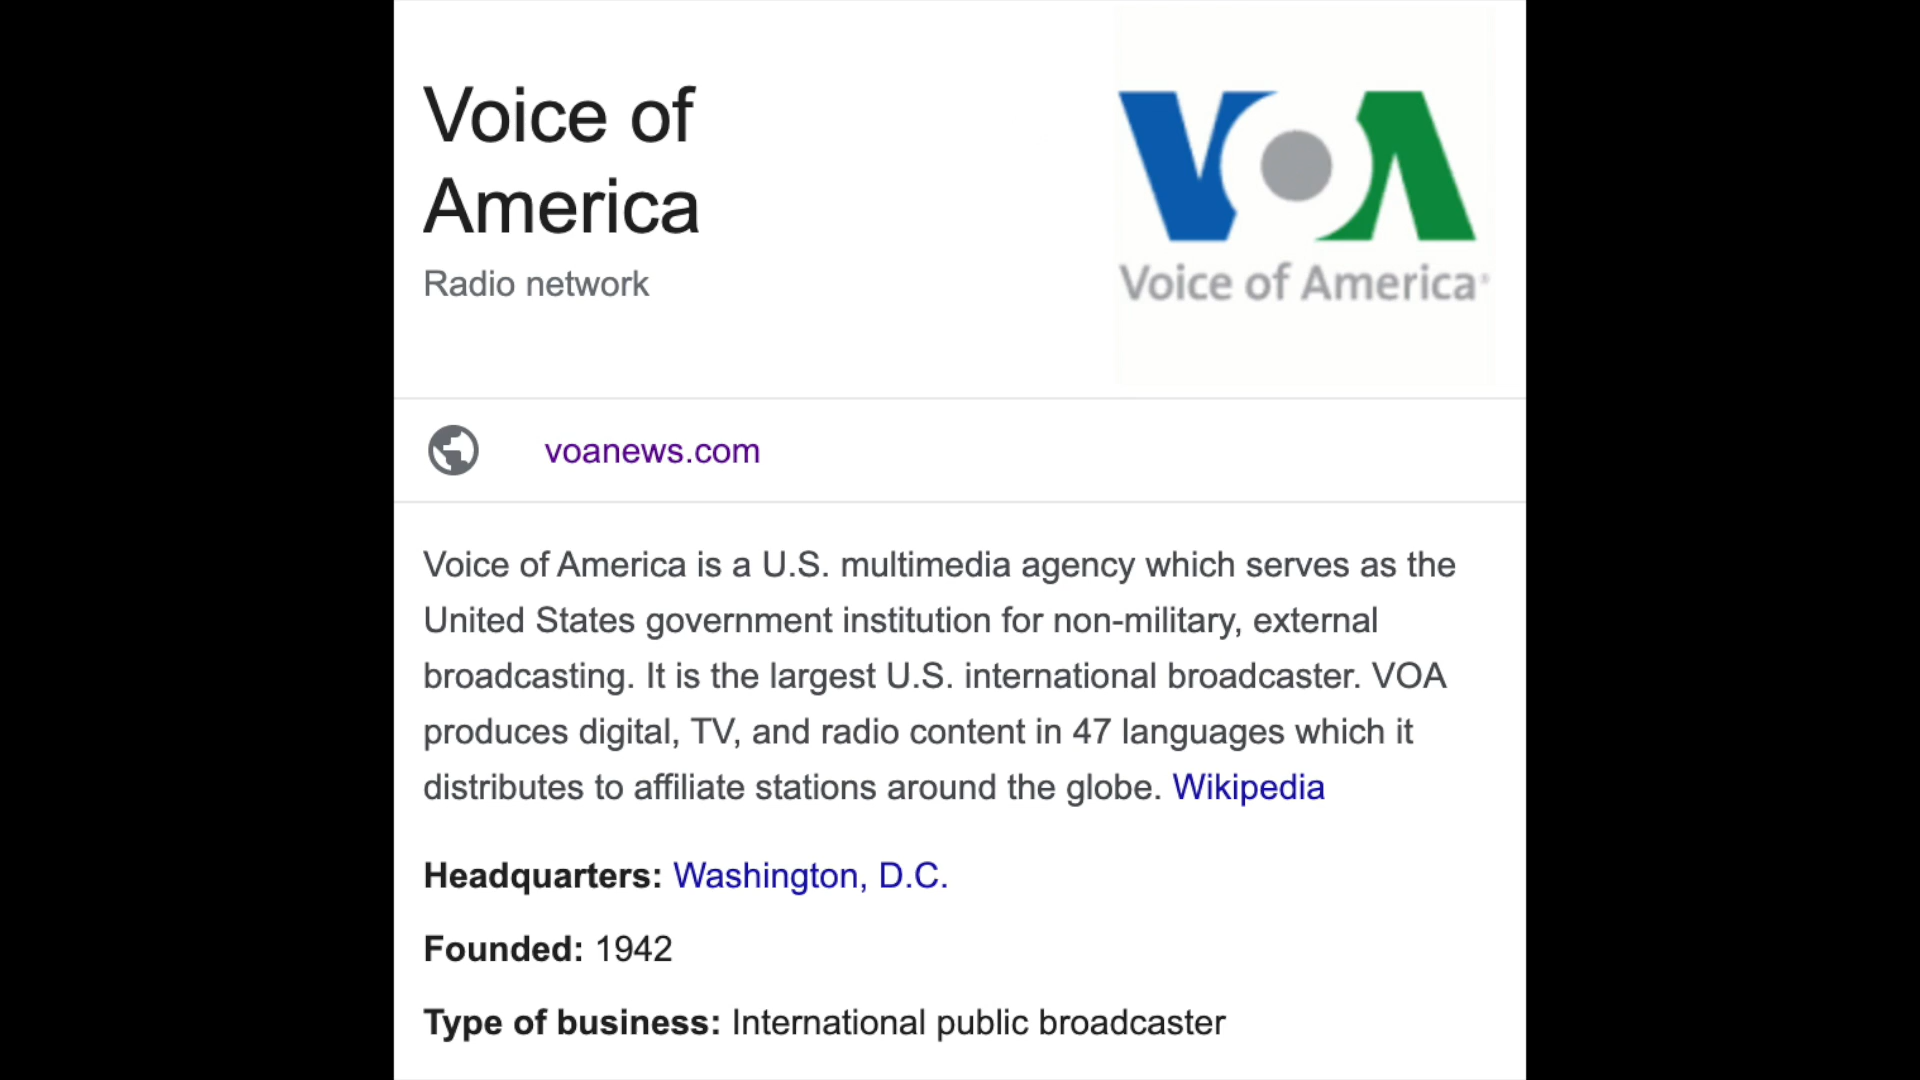 Voice of
America
Radio network
VOA
Voice of America®
voanews.com
Voice of America is a U.S. multimedia agency which serves as the
United States government institution for non-military, external
broadcasting. It is the largest U.S. international broadcaster. VOA
produces digital, TV, and radio content in 47 languages which it
distributes to affiliate stations around the globe. Wikipedia
Headquarters: Washington, D.C.
Founded: 1942
Type of business: International public broadcaster